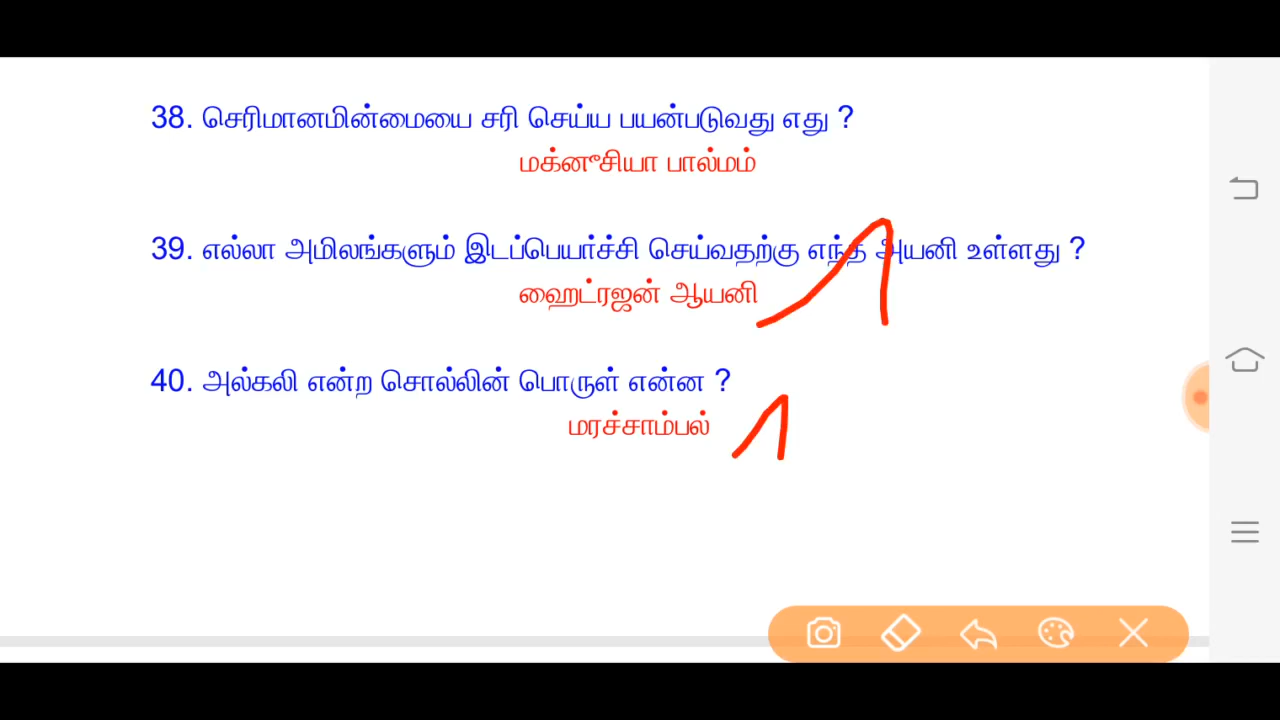 38. செரிமானமின்மையை சரி செய்ய பயன்படுவது எது ?
மக்னீசியா பால்மம்
39. எல்லா அமிலங்களும் இடப்பெயர்ச்சி செய்வதற்கு எந்த அயனி உள்ளது ?
ஹைட்ரஜன் ஆயனி
40. அல்கலி என்ற சொல்லின் பொருள் என்ன ?
மரச்சாம்பல்